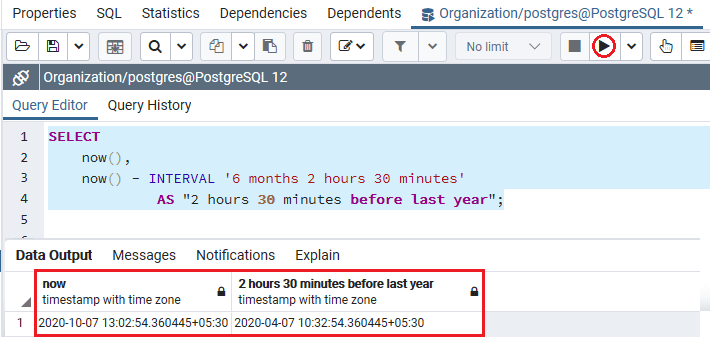 Properties SQL Statistics Dependencies Dependents Organization/postgres@PostgreSQL 12 *
No limit
Organization/postgres@PostgreSQL 12
Query Editor Query History
1 SELECT
2 now(),
3 now() - INTERVAL '6 months 2 hours 30 minutes'
4 AS "2 hours 30 minutes before last year";
5
6
Data Output Messages Notifications Explain
now 2 hours 30 minutes before last year
timestamp with time zone timestamp with time zone
1 2020-10-07 13:02:54.360445+05:30 2020-04-07 10:32:54.360445+05:30